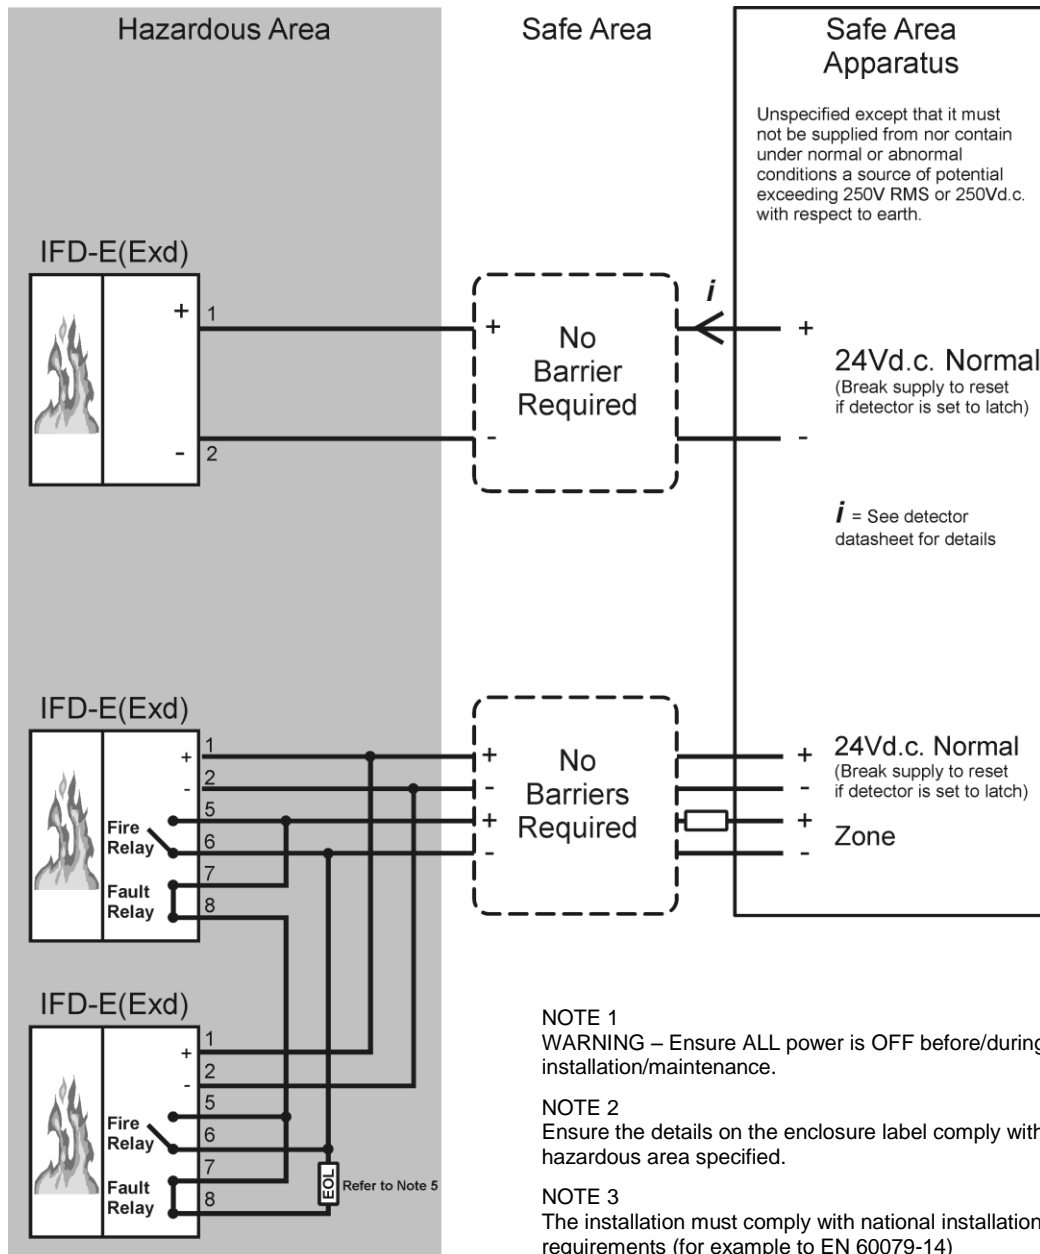 Hazardous Area
Safe Area
Safe Area
Apparatus
Unspecified except that it must
not be supplied from nor contain
under normal or abnormal
conditions a source of potential
exceeding 250V RMS or 250Vd.c.
with respect to earth.
IFD-E(Exd)
+ 1
- 2
+
-
No
Barrier
Required
i
+
-
24Vd.c. Normal
(Break supply to reset
if detector is set to latch)
i = See detector
datasheet for details
IFD-E(Exd)
+ 1
- 2
5
Fire
Relay
6
7
Fault
Relay
8
+
-
+
-
No
Barriers
Required
+
-
+
-
24Vd.c. Normal
(Break supply to reset
if detector is set to latch)
Zone
IFD-E(Exd)
+ 1
- 2
5
Fire
Relay
6
7
Fault
Relay
8
EOL
Refer to Note 5
NOTE 1
WARNING – Ensure ALL power is OFF before/during
installation/maintenance.
NOTE 2
Ensure the details on the enclosure label comply with
hazardous area specified.
NOTE 3
The installation must comply with national installation
requirements (for example to EN 60079-14)